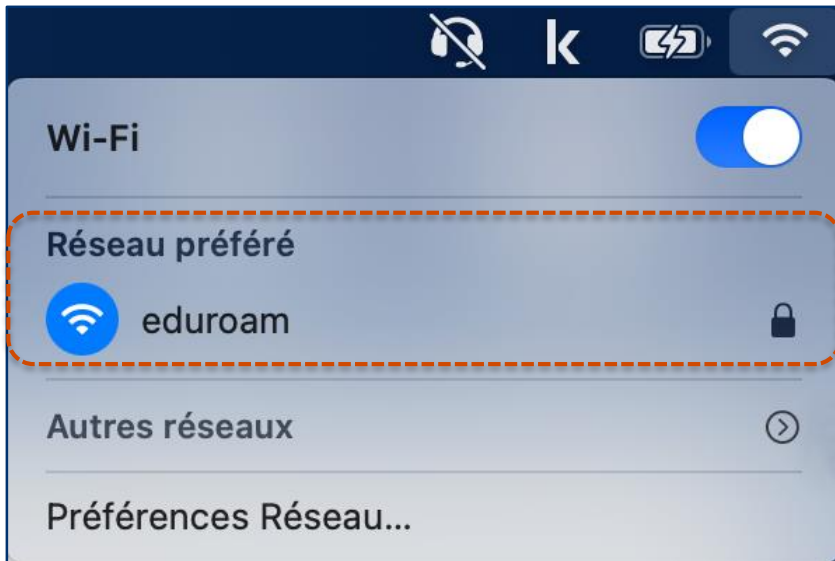 k
Wi-Fi
Réseau préféré
eduroam
Autres réseaux
Préférences Réseau...